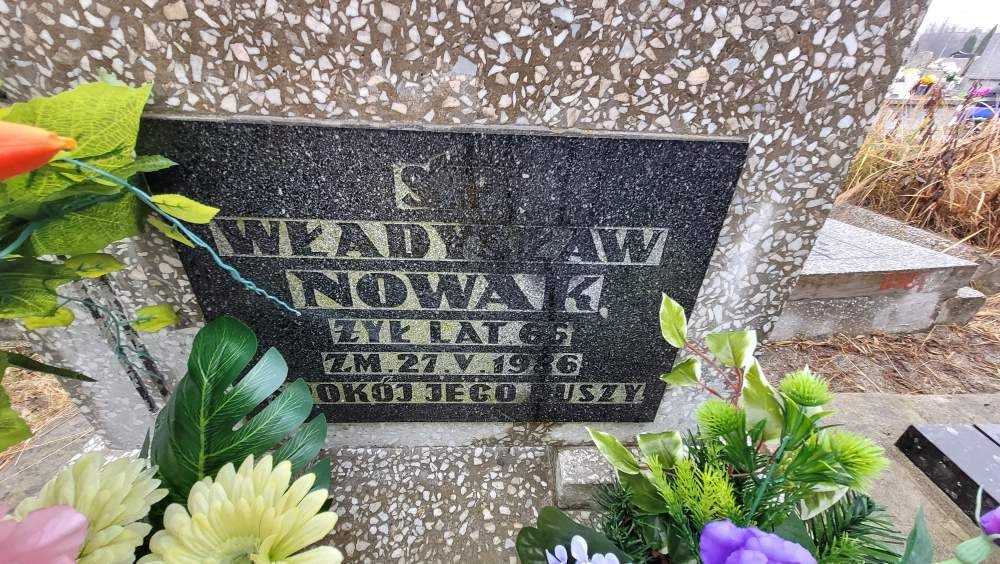 Ś.P.
WŁADYSŁAW
NOWAK
ŻYŁ LAT 66
ZM. 27.V.1986
POKÓJ JEGO DUSZY